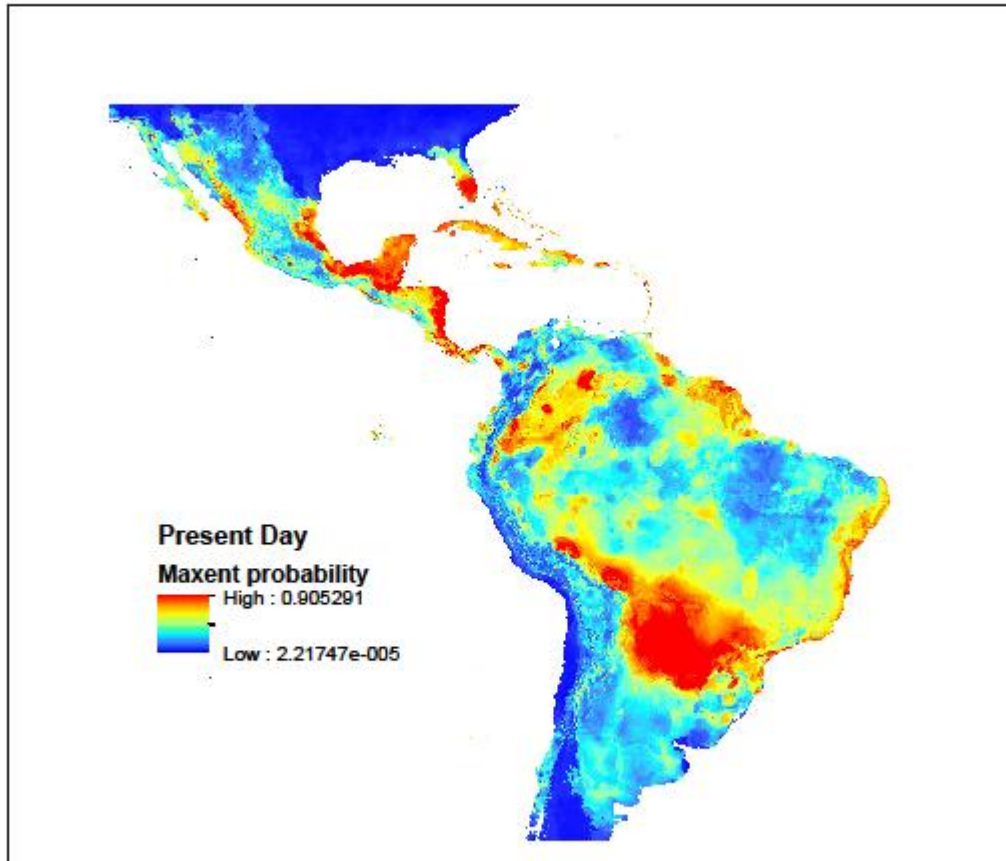 Present Day
Maxent probability
High : 0.905291
Low : 2.21747e-005